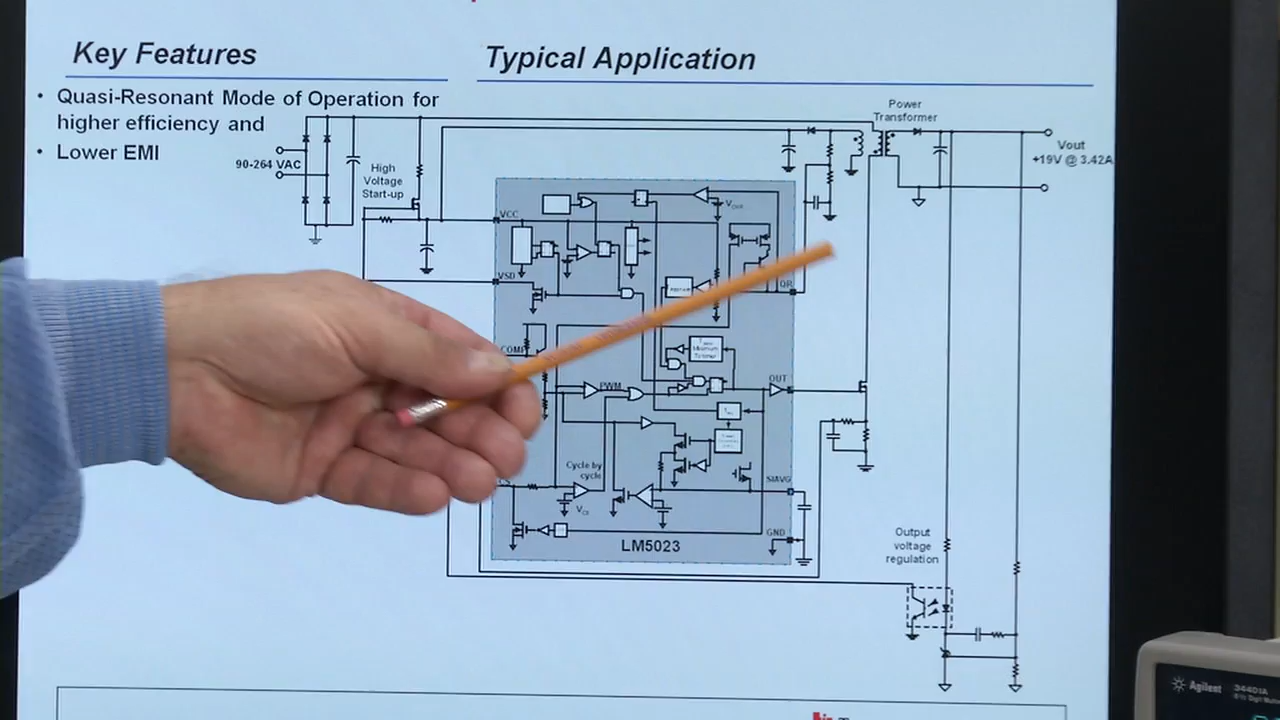 Key Features
Typical Application
• Quasi-Resonant Mode of Operation for
higher efficiency and
• Lower EMI
Power
Transformer
Vout
+19V @ 3.42A
90-264 VAC
High
Voltage
Start-up
VCC
VSD
QR
COMP
PWM
OUT
Cycle by
cycle
CS
GND
LM5023
Output
voltage
regulation
Agilent
34401A